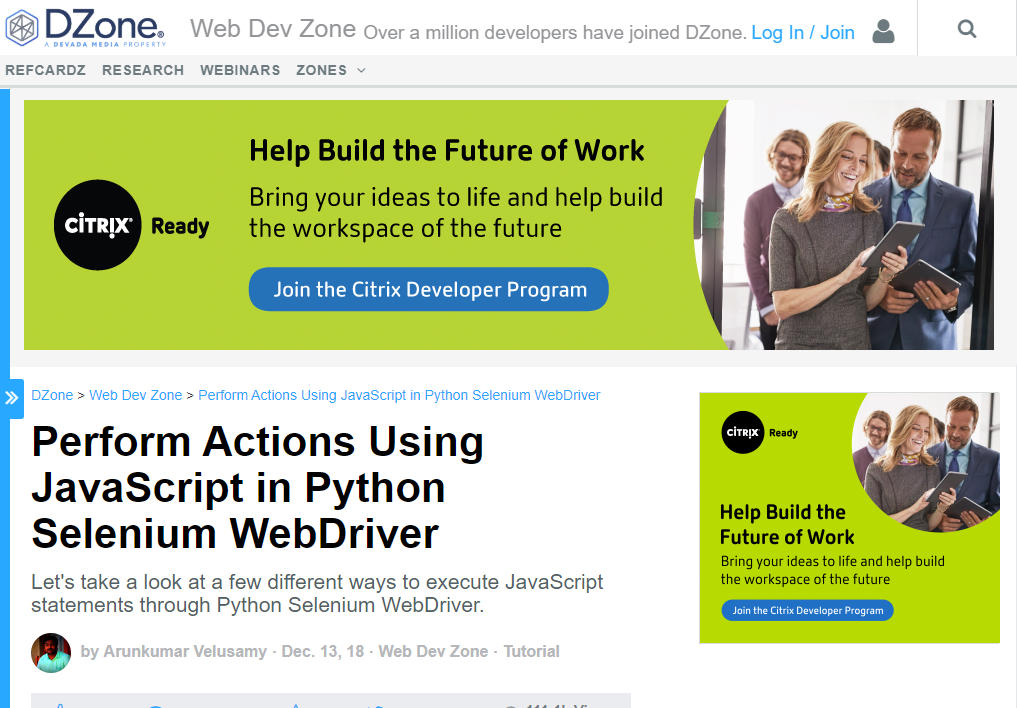 DZone.
A DEVADA MEDIA PROPERTY
Web Dev Zone
Over a million developers have joined DZone. Log In / Join
REFCARDZ RESEARCH WEBINARS ZONES
CITRIX Ready
Help Build the Future of Work
Bring your ideas to life and help build
the workspace of the future
Join the Citrix Developer Program
DZone > Web Dev Zone > Perform Actions Using JavaScript in Python Selenium WebDriver
Perform Actions Using
JavaScript in Python
Selenium WebDriver
Let's take a look at a few different ways to execute JavaScript
statements through Python Selenium WebDriver.
by Arunkumar Velusamy · Dec. 13, 18 · Web Dev Zone · Tutorial
CITRIX Ready
Help Build the
Future of Work
Bring your ideas to life and help build
the workspace of the future
Join the Citrix Developer Program